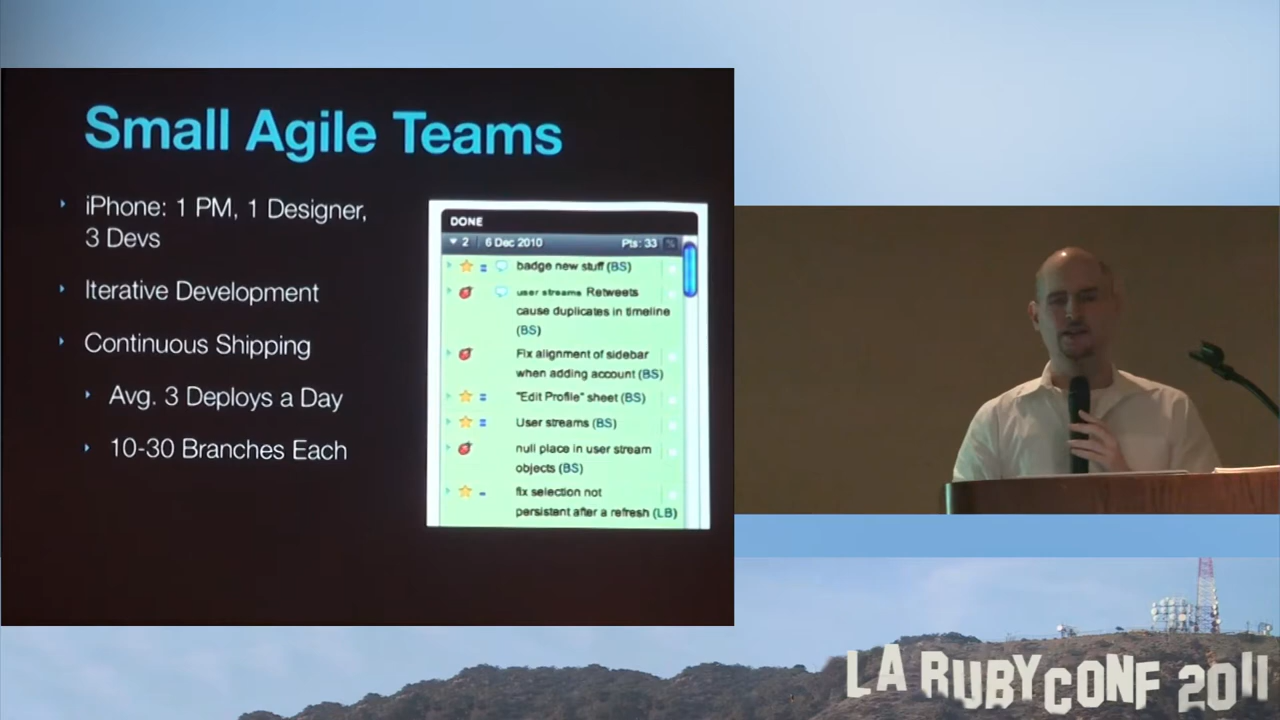 Small Agile Teams
iPhone: 1 PM, 1 Designer,
3 Devs
Iterative Development
Continuous Shipping
Avg. 3 Deploys a Day
10-30 Branches Each
DONE
2 6 Dec 2010 Pts: 33
badge new stuff (BS)
user streams Retweets
cause duplicates in timeline
(BS)
Fix alignment of sidebar
when adding account (BS)
"Edit Profile" sheet (BS)
User streams (BS)
null place in user stream
objects (BS)
fix selection not
persistent after a refresh (LB)
LA RUBYCONF 2011